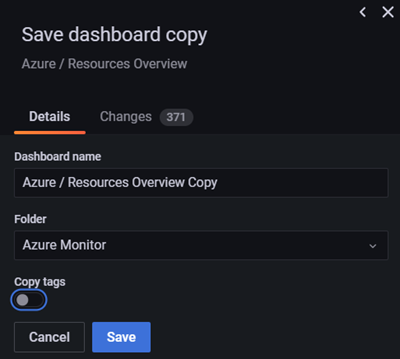 Save dashboard copy
Azure / Resources Overview
Details Changes 371
Dashboard name
Azure / Resources Overview Copy
Folder
Azure Monitor
Copy tags
Cancel Save